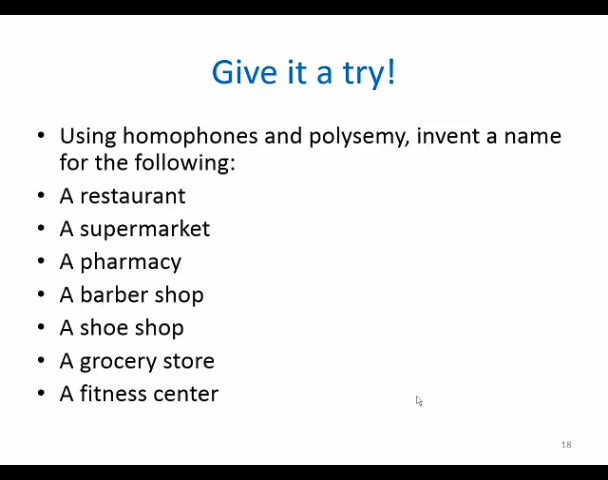 Give it a try!
• Using homophones and polysemy, invent a name
for the following:
• A restaurant
• A supermarket
• A pharmacy
• A barber shop
• A shoe shop
• A grocery store
• A fitness center
18